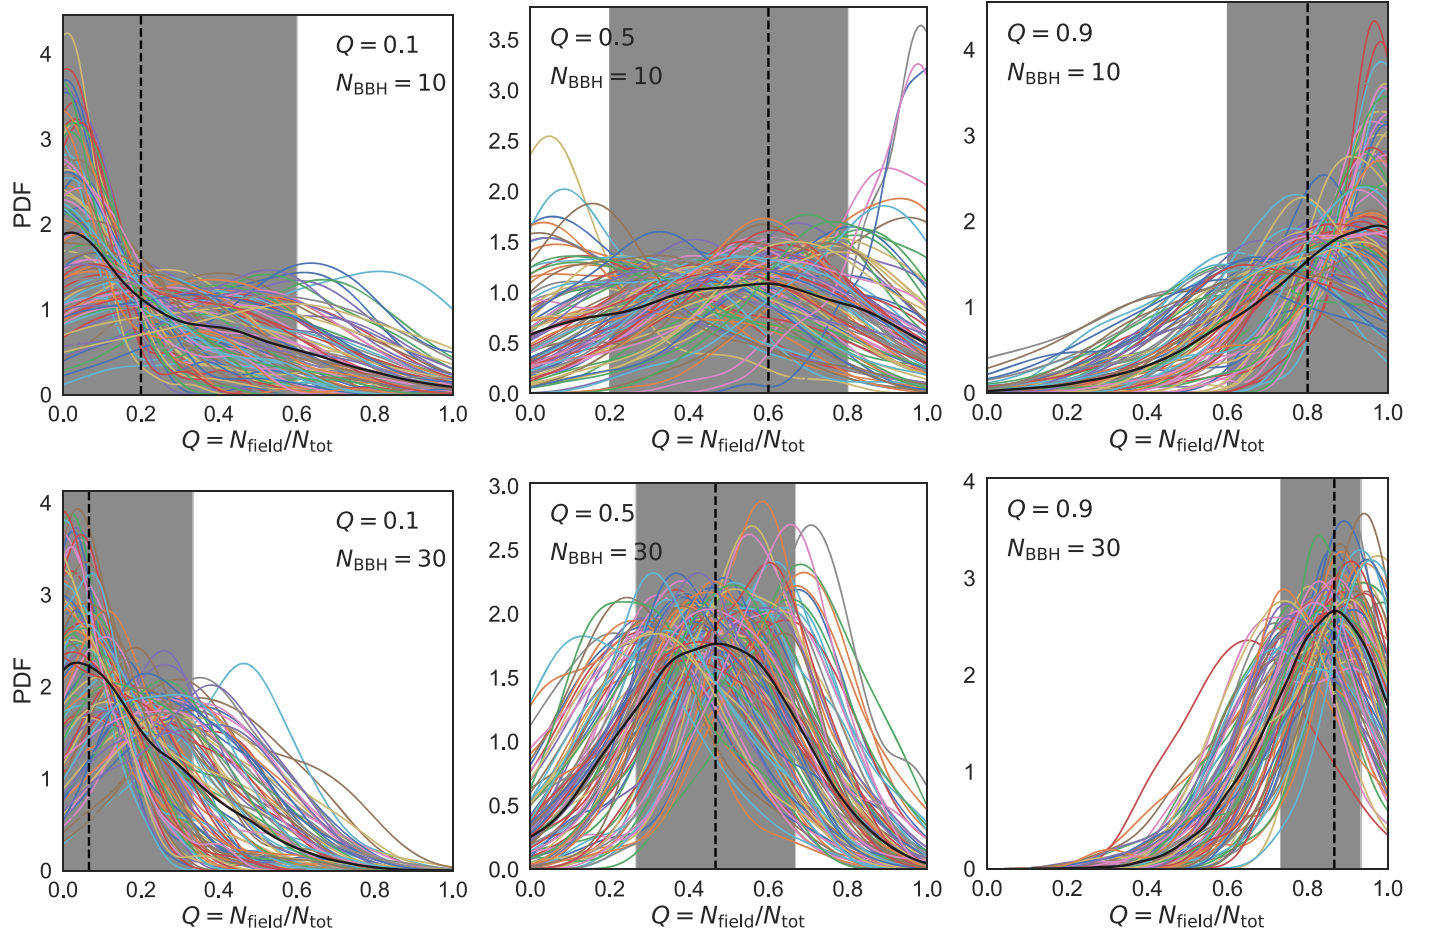 Q = 0.1
N_BBH = 10
PDF
4
3
2
1
0
0.0 0.2 0.4 0.6 0.8 1.0
Q = N_field/N_tot
Q = 0.5
N_BBH = 10
3.5
3.0
2.5
2.0
1.5
1.0
0.5
0.0
0.0 0.2 0.4 0.6 0.8 1.0
Q = N_field/N_tot
Q = 0.9
N_BBH = 10
4
3
2
1
0
0.0 0.2 0.4 0.6 0.8 1.0
Q = N_field/N_tot
Q = 0.1
N_BBH = 30
PDF
4
3
2
1
0
0.0 0.2 0.4 0.6 0.8 1.0
Q = N_field/N_tot
Q = 0.5
N_BBH = 30
3.0
2.5
2.0
1.5
1.0
0.5
0.0
0.0 0.2 0.4 0.6 0.8 1.0
Q = N_field/N_tot
Q = 0.9
N_BBH = 30
4
3
2
1
0
0.0 0.2 0.4 0.6 0.8 1.0
Q = N_field/N_tot